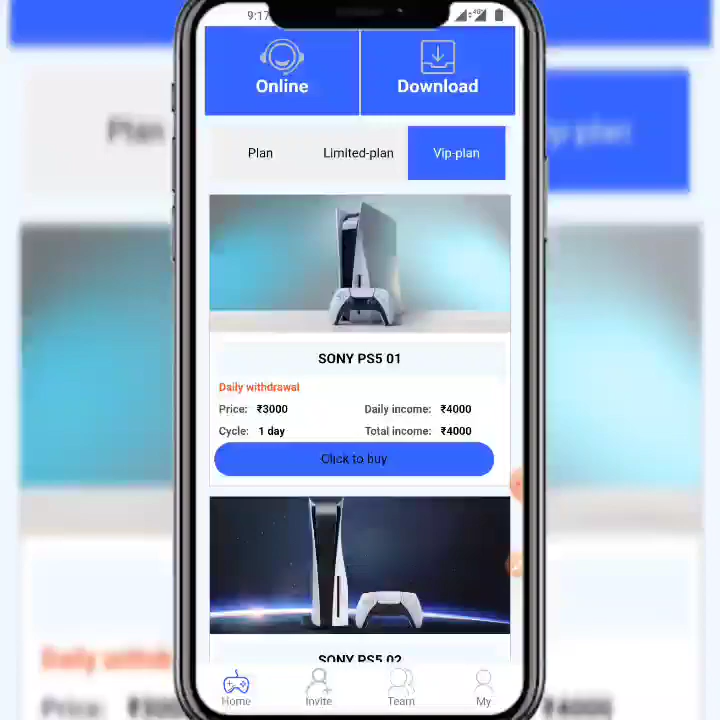 9:17
Online
Download
Plan
Limited-plan
Vip-plan
SONY PS5 01
Daily withdrawal
Price: ₹3000
Daily income: ₹4000
Cycle: 1 day
Total income: ₹4000
Click to buy
SONY PS5 02
Home
Invite
Team
My